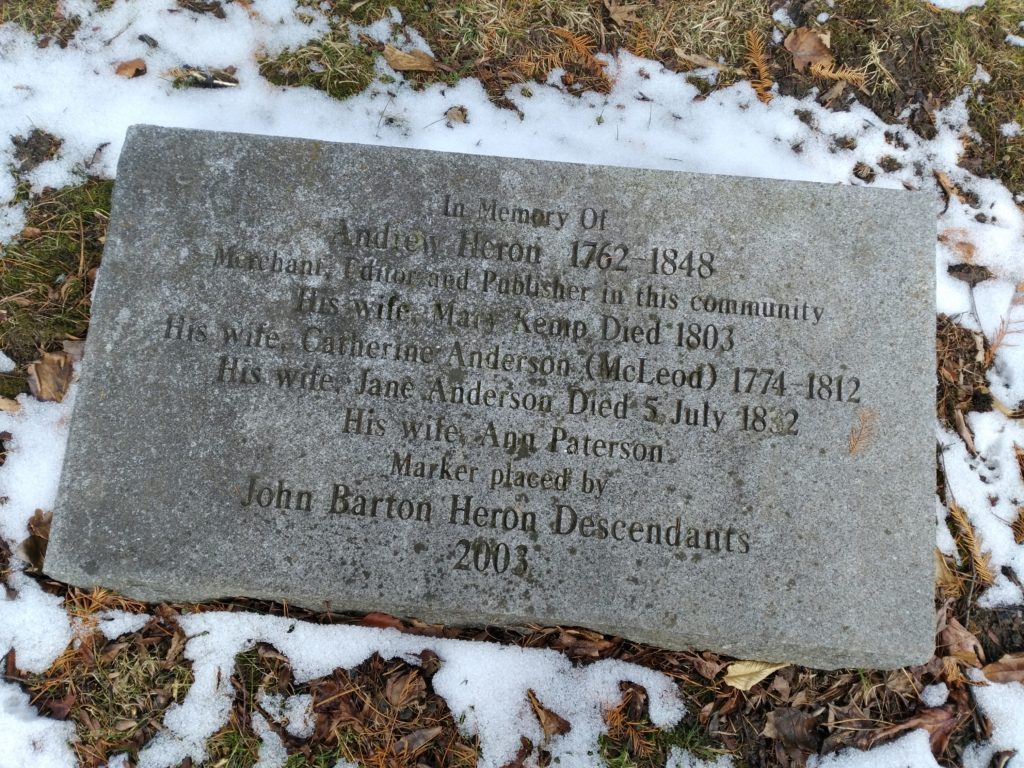 In Memory Of
Andrew Heron 1762-1848
Merchant, Editor and Publisher in this community
His wife, Mary Kemp Died 1803
His wife, Catherine Anderson (McLeod) 1774-1812
His wife, Jane Anderson Died 5 July 1832
His wife, Ann Paterson
Marker placed by
John Barton Heron Descendants
2003